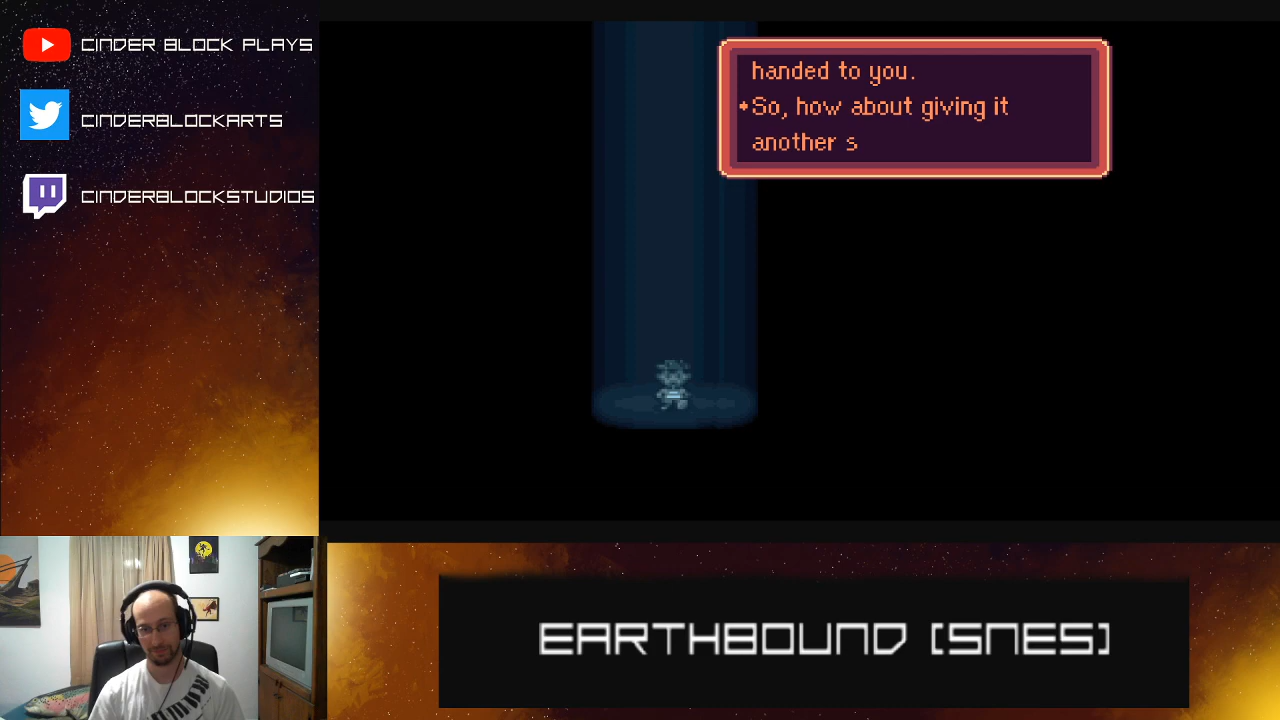 CINDER BLOCK PLAYS
CINDERBLOCKARTS
CINDERBLOCKSTUDIOS
handed to you.
So, how about giving it
another s
EARTHBOUND [SNES]